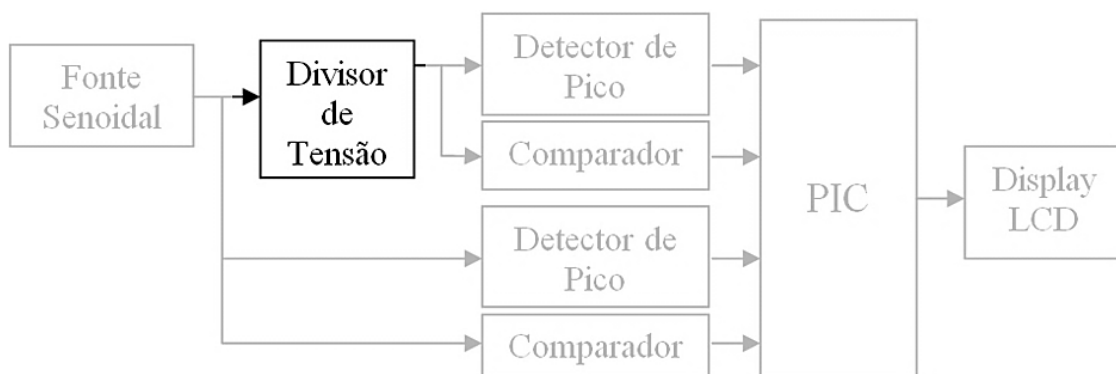 Fonte
Senoidal
Divisor
de
Tensão
Detector de
Pico
Comparador
Detector de
Pico
Comparador
PIC
Display
LCD